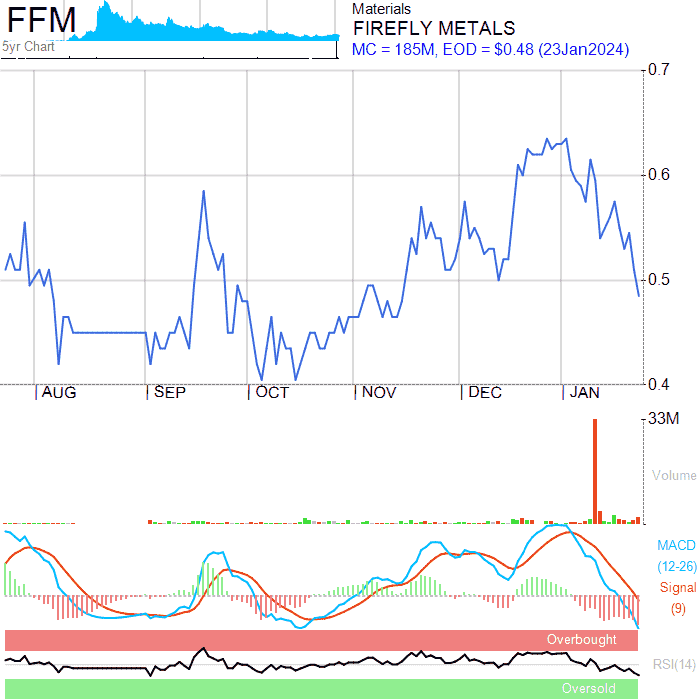 FFM
5yr Chart
Materials
FIREFLY METALS
MC = 185M, EOD = $0.48 (23Jan2024)
0.7
0.6
0.5
0.4
AUG SEP OCT NOV DEC JAN
33M
Volume
MACD
(12-26)
Signal
(9)
Overbought
RSI(14)
Oversold